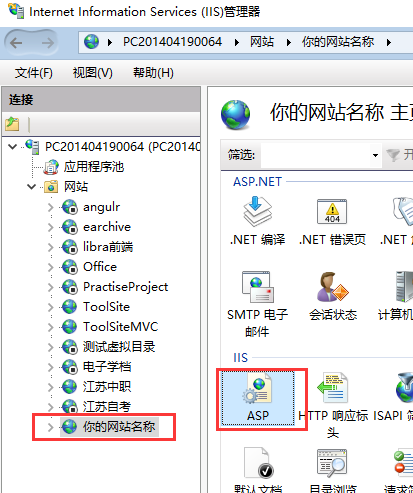 Internet Information Services (IIS)管理器
PC201404190064 网站 你的网站名称
文件(F) 视图(V) 帮助(H)
连接
PC201404190064 (PC20140
应用程序池
网站
angulr
earchive
libra前端
Office
PractiseProject
ToolSite
ToolSiteMVC
测试虚拟目录
电子学档
江苏中职
江苏自考
你的网站名称
你的网站名称 主
筛选:
ASP.NET
.NET 编译
.NET 错误页
.NET
SMTP 电子
邮件
会话状态
计算机
IIS
ASP
HTTP 响应标
头
ISAPI 筛
默认文档
目录浏览
请求筛